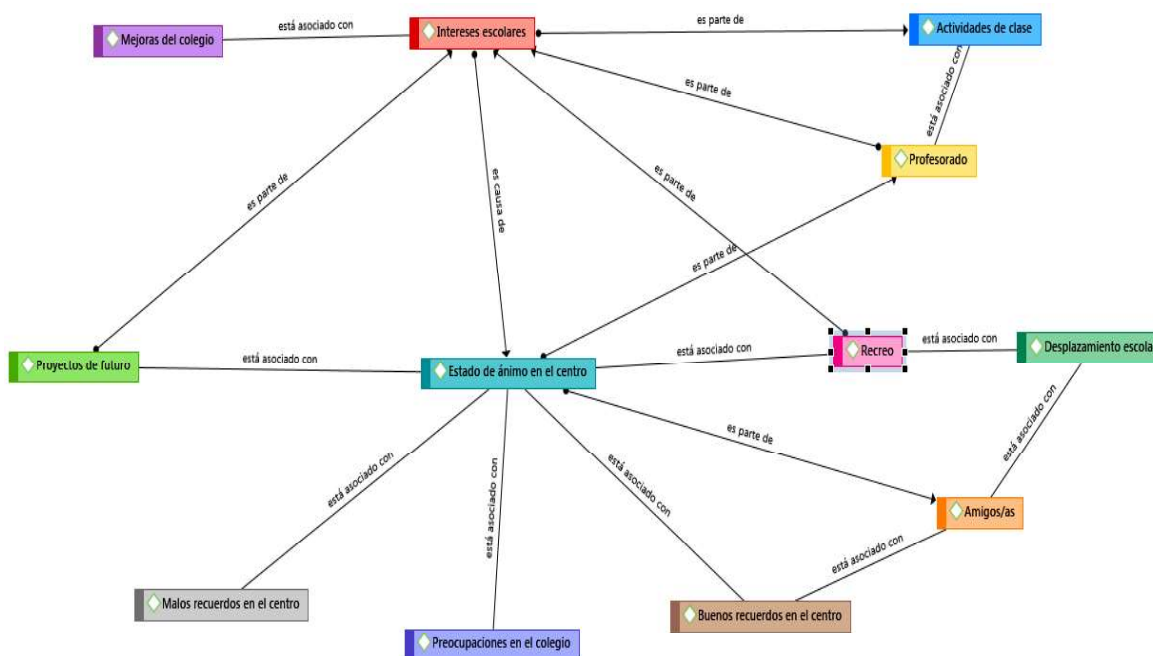 está asociado con
Mejoras del colegio
Intereses escolares
es parte de
Actividades de clase
está asociado con
es parte de
Profesorado
es parte de
es causa de
es parte de
es parte de
Proyectos de futuro
está asociado con
Estado de ánimo en el centro
está asociado con
Recreo
está asociado con
Desplazamiento escola
es parte de
está asociado con
está asociado con
está asociado con
está asociado con
Amigos/as
está asociado con
Malos recuerdos en el centro
Preocupaciones en el colegio
Buenos recuerdos en el centro